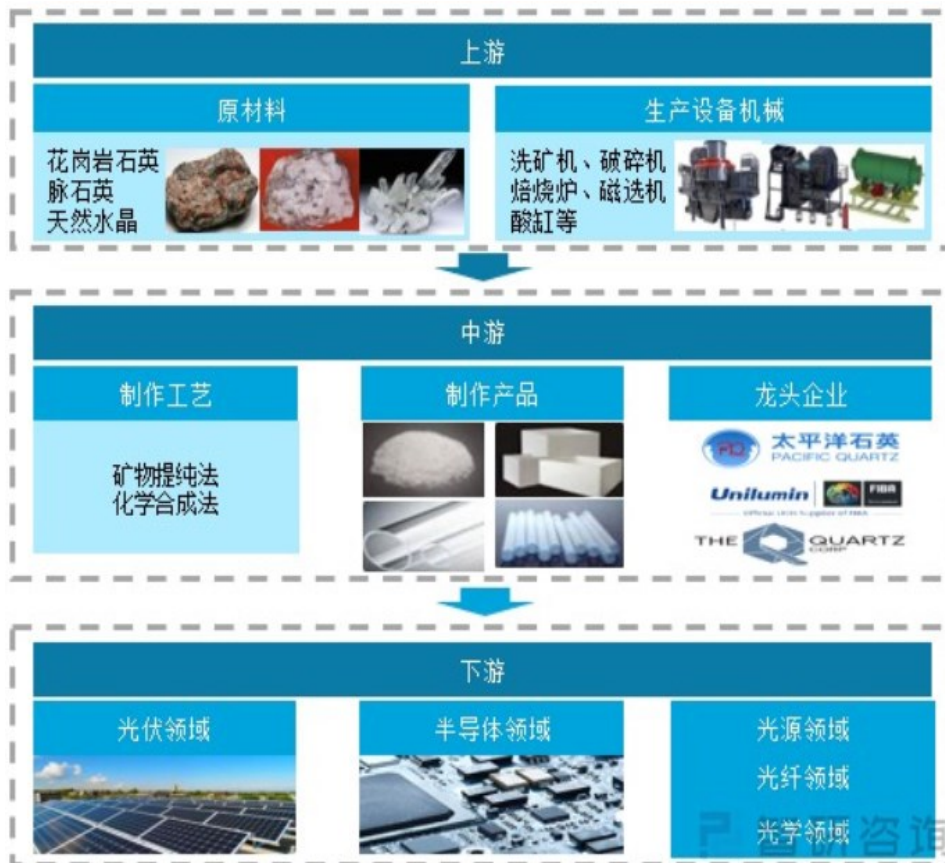 上游
原材料
花岗岩石英
脉石英
天然水晶
生产设备机械
洗矿机、破碎机
焙烧炉、磁选机
酸缸等
中游
制作工艺
矿物提纯法
化学合成法
制作产品
龙头企业
太平洋石英
PACIFIC QUARTZ
Unilumin FIBA
THE QUARTZ
CORP
下游
光伏领域
半导体领域
光源领域
光纤领域
光学领域
智研咨询